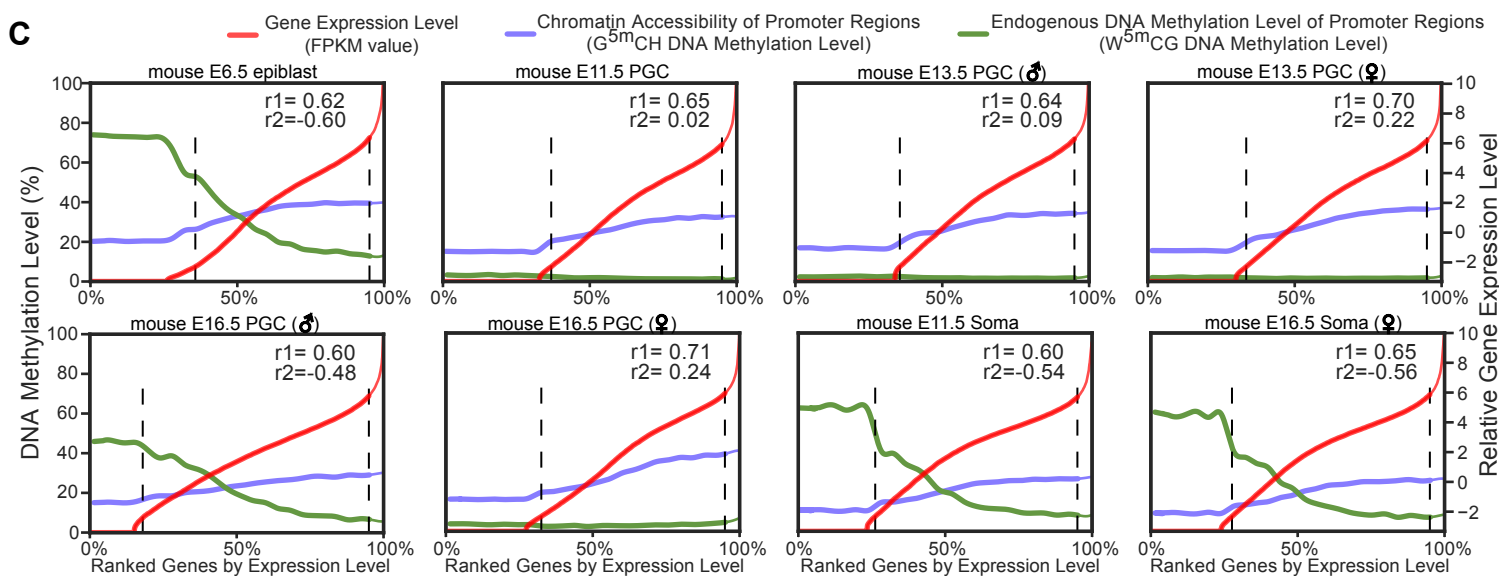 C
Gene Expression Level
(FPKM value)
Chromatin Accessibility of Promoter Regions
(G5mCH DNA Methylation Level)
Endogenous DNA Methylation Level of Promoter Regions
(W5mCG DNA Methylation Level)
DNA Methylation Level (%)
Relative Gene Expression Level
mouse E6.5 epiblast
r1= 0.62
r2=-0.60
100
80
60
40
20
0
0%
50%
100%
mouse E11.5 PGC
r1= 0.65
r2= 0.02
0%
50%
100%
mouse E13.5 PGC (♂)
r1= 0.64
r2= 0.09
0%
50%
100%
mouse E13.5 PGC (♀)
r1= 0.70
r2= 0.22
10
8
6
4
2
0
−2
0%
50%
100%
mouse E16.5 PGC (♂)
r1= 0.60
r2=-0.48
100
80
60
40
20
0
0%
50%
100%
Ranked Genes by Expression Level
mouse E16.5 PGC (♀)
r1= 0.71
r2= 0.24
0%
50%
100%
Ranked Genes by Expression Level
mouse E11.5 Soma
r1= 0.60
r2=-0.54
0%
50%
100%
Ranked Genes by Expression Level
mouse E16.5 Soma (♀)
r1= 0.65
r2=-0.56
10
8
6
4
2
0
−2
0%
50%
100%
Ranked Genes by Expression Level